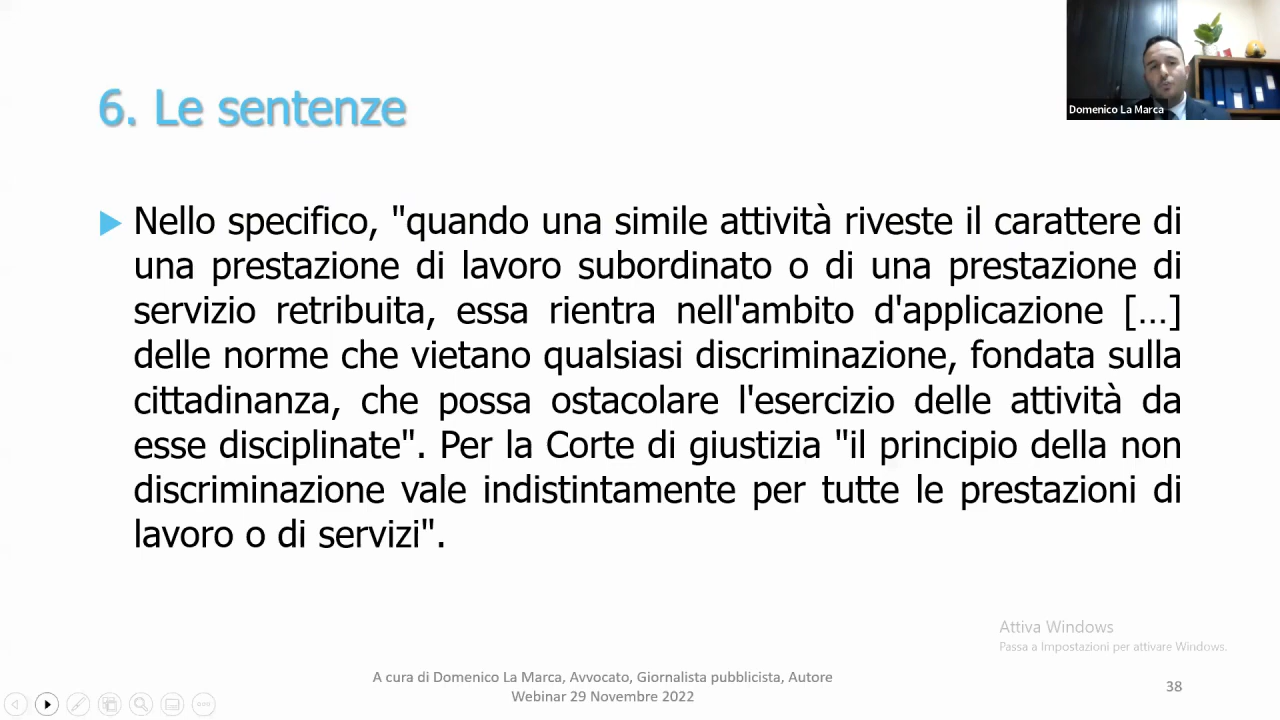 Domenico La Marca
6. Le sentenze
Nello specifico, "quando una simile attività riveste il carattere di
una prestazione di lavoro subordinato o di una prestazione di
servizio retribuita, essa rientra nell'ambito d'applicazione [...]
delle norme che vietano qualsiasi discriminazione, fondata sulla
cittadinanza, che possa ostacolare l'esercizio delle attività da
esse disciplinate". Per la Corte di giustizia "il principio della non
discriminazione vale indistintamente per tutte le prestazioni di
lavoro o di servizi".
Attiva Windows
Passa a Impostazioni per attivare Windows.
A cura di Domenico La Marca, Avvocato, Giornalista pubblicista, Autore
Webinar 29 Novembre 2022
38